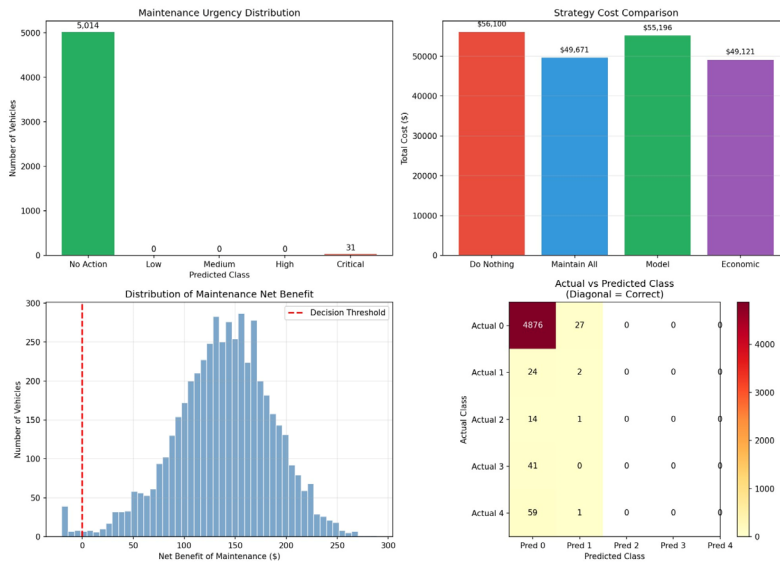 Maintenance Urgency Distribution
5,014
5000
4000
3000
2000
1000
0
Number of Vehicles
0
0
0
31
No Action
Low
Medium
High
Critical
Predicted Class
Strategy Cost Comparison
$56,100
$49,671
$55,196
$49,121
50000
40000
30000
20000
10000
0
Total Cost ($)
Do Nothing
Maintain All
Model
Economic
Distribution of Maintenance Net Benefit
Decision Threshold
300
250
200
150
100
50
0
Number of Vehicles
0
50
100
150
200
250
300
Net Benefit of Maintenance ($)
Actual vs Predicted Class
(Diagonal = Correct)
Actual 0 4876 27 0 0 0
Actual 1 24 2 0 0 0
Actual 2 14 1 0 0 0
Actual 3 41 0 0 0 0
Actual 4 59 1 0 0 0
Actual Class
Pred 0 Pred 1 Pred 2 Pred 3 Pred 4
Predicted Class
4000
3000
2000
1000
0